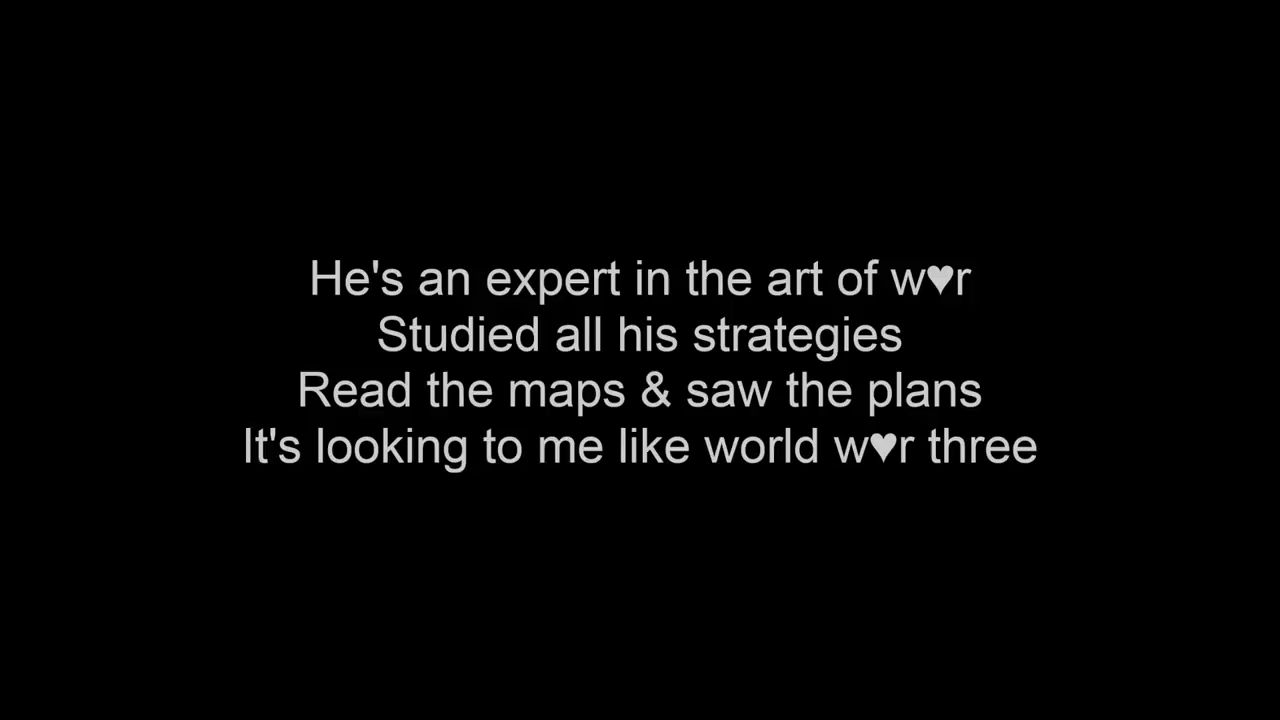 He's an expert in the art of w♥r
Studied all his strategies
Read the maps & saw the plans
It's looking to me like world w♥r three